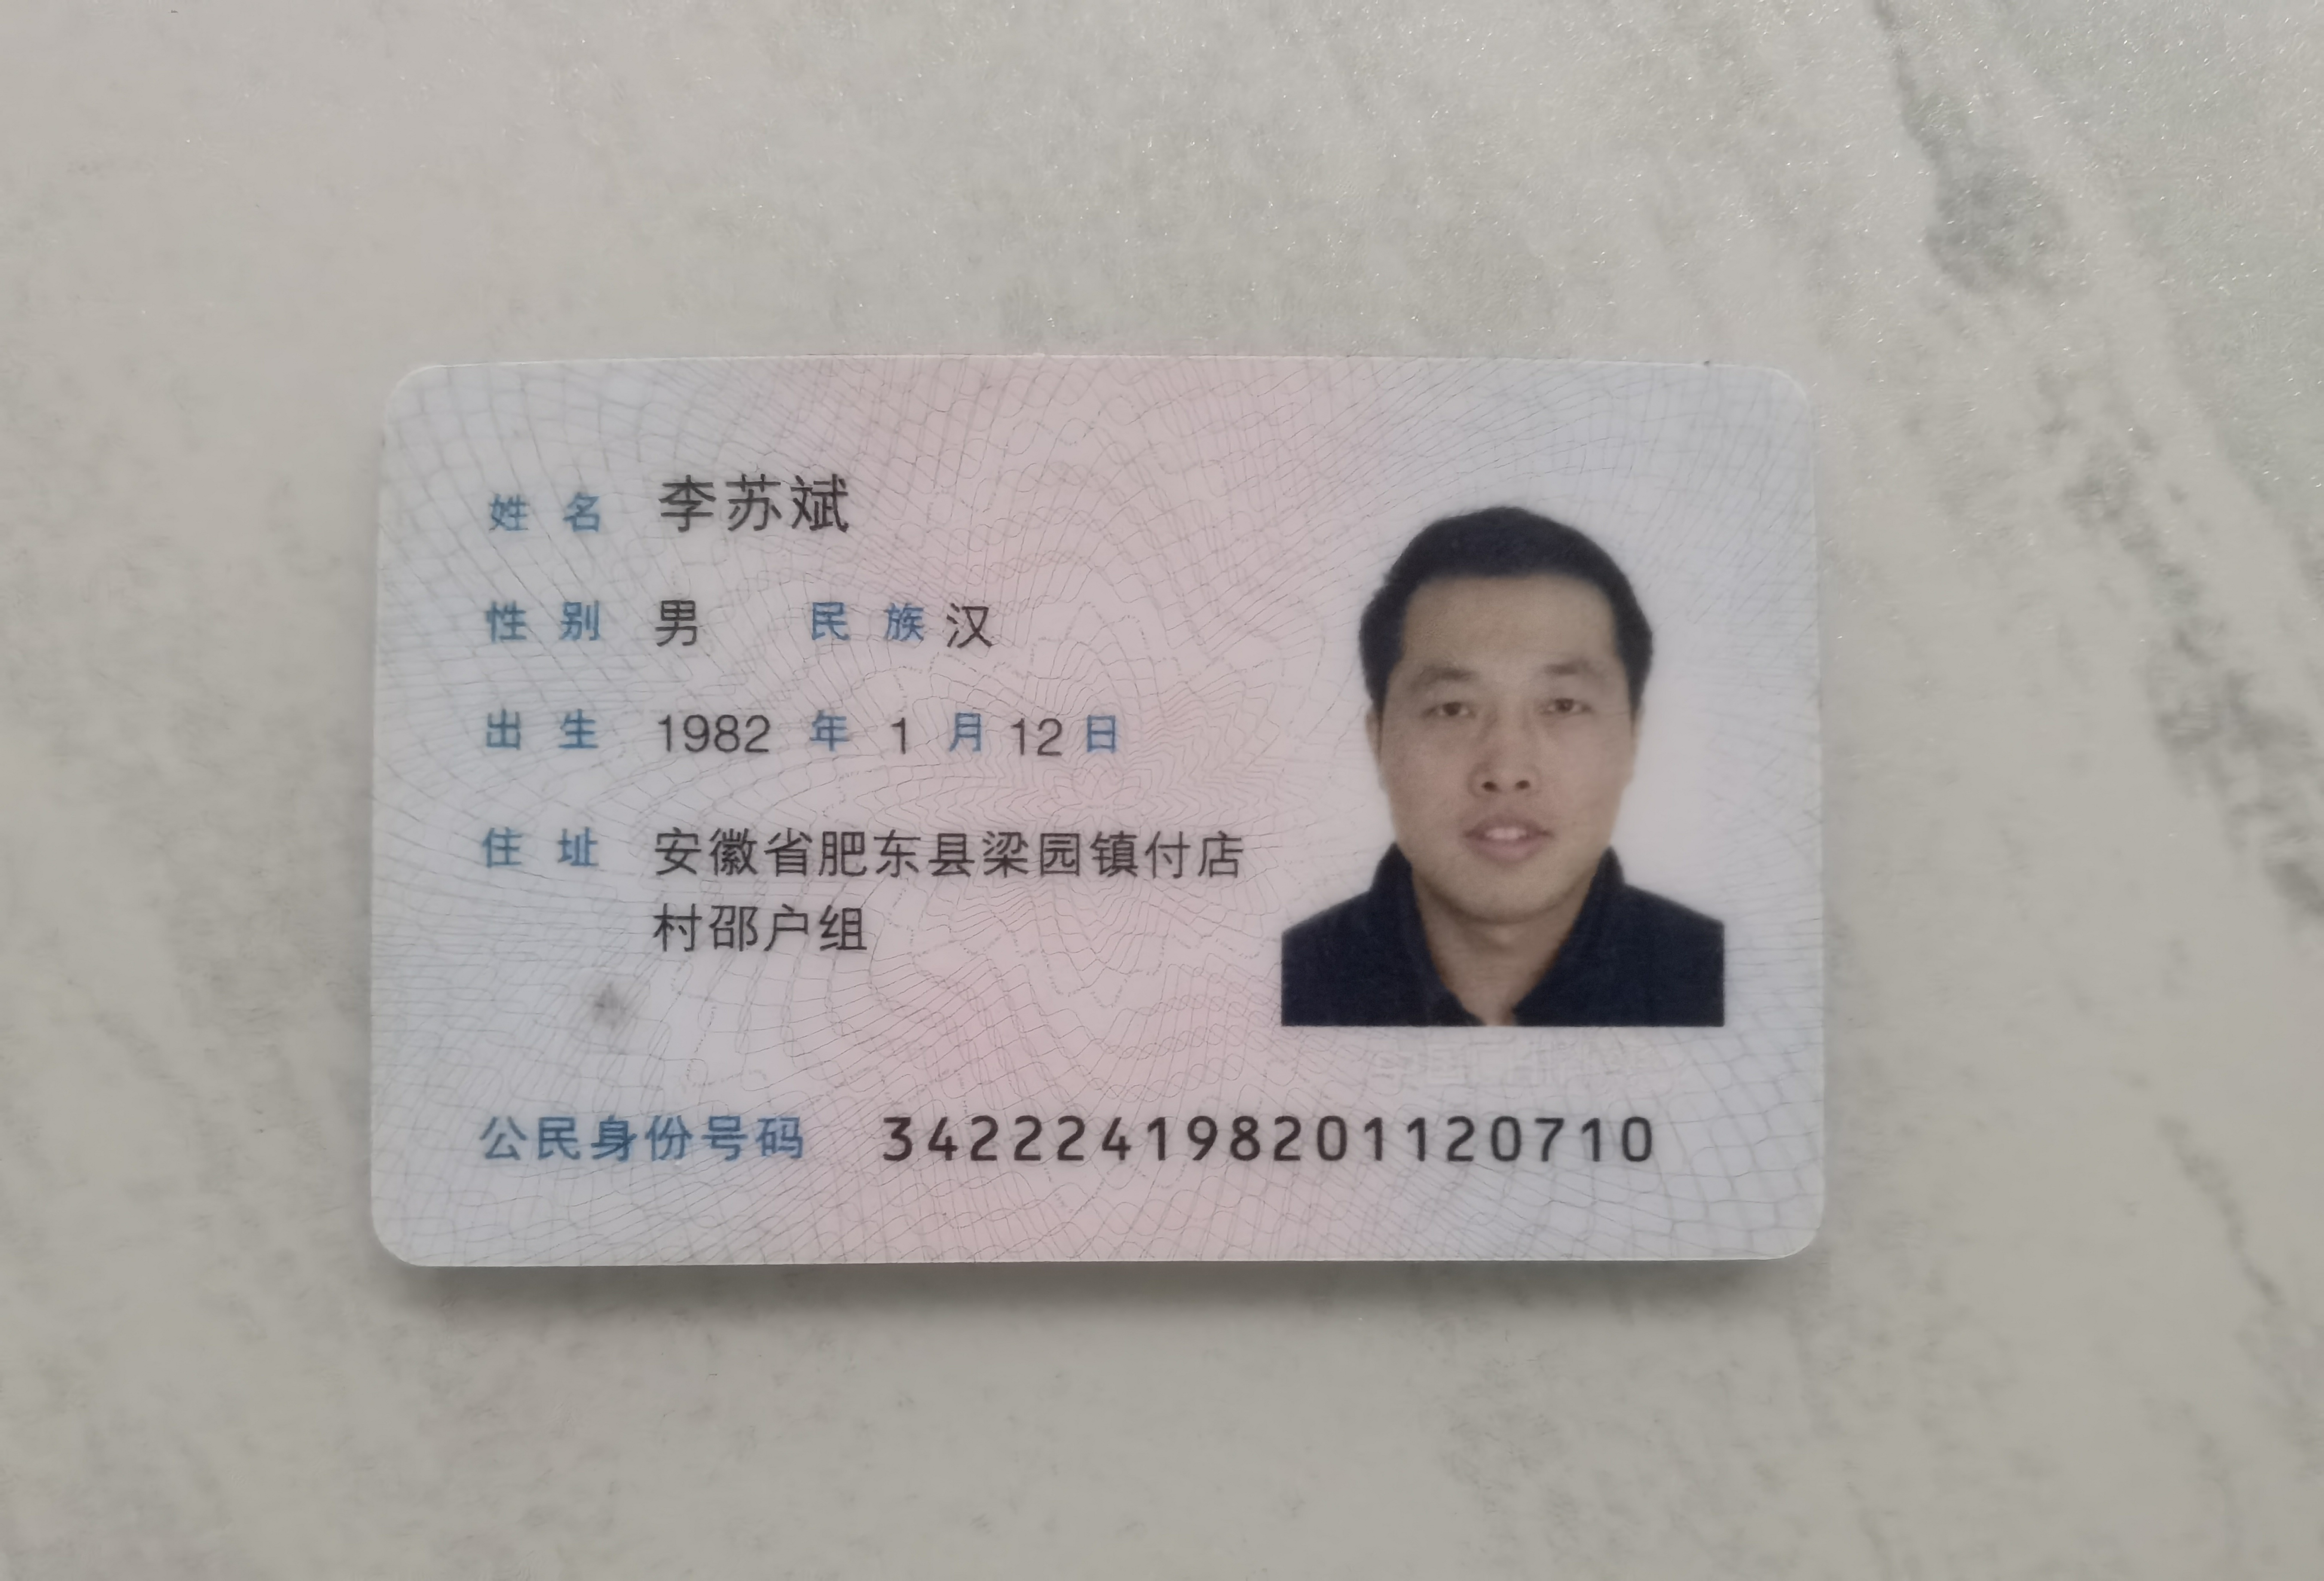 姓名 李苏斌
性别 男 民族 汉
出生 1982 年 1 月 12 日
住址 安徽省肥东县梁园镇付店
村邵户组
公民身份号码 342224198201120710